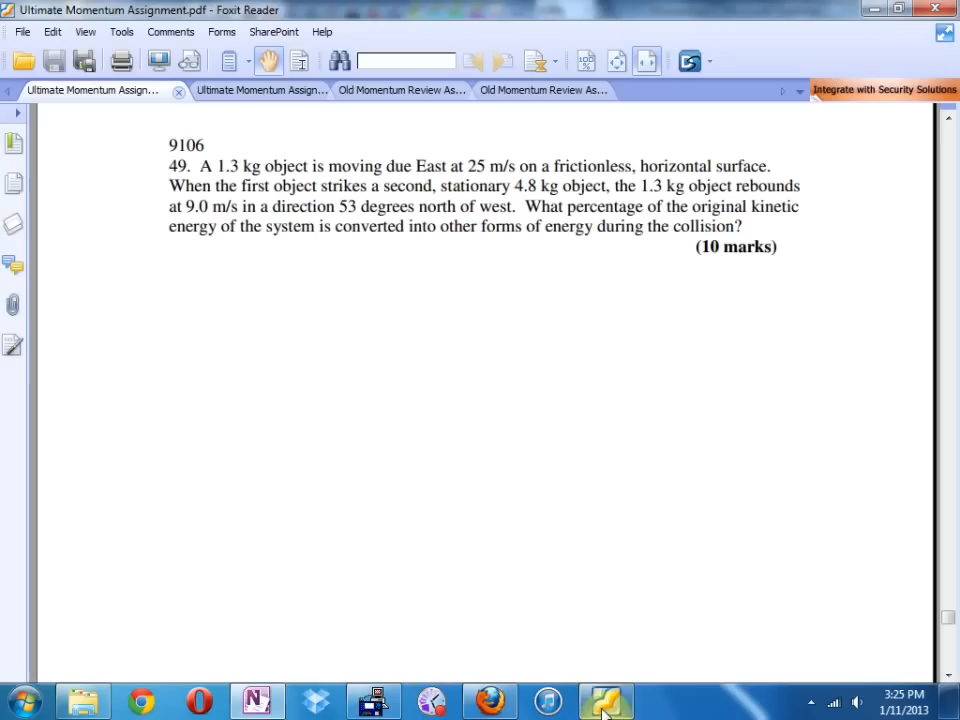 Ultimate Momentum Assignment.pdf - Foxit Reader
File Edit View Tools Comments Forms SharePoint Help
Ultimate Momentum Assign... Ultimate Momentum Assign... Old Momentum Review As... Old Momentum Review As... Integrate with Security Solutions
9106
49. A 1.3 kg object is moving due East at 25 m/s on a frictionless, horizontal surface.
When the first object strikes a second, stationary 4.8 kg object, the 1.3 kg object rebounds
at 9.0 m/s in a direction 53 degrees north of west. What percentage of the original kinetic
energy of the system is converted into other forms of energy during the collision?
(10 marks)
3:25 PM
1/11/2013